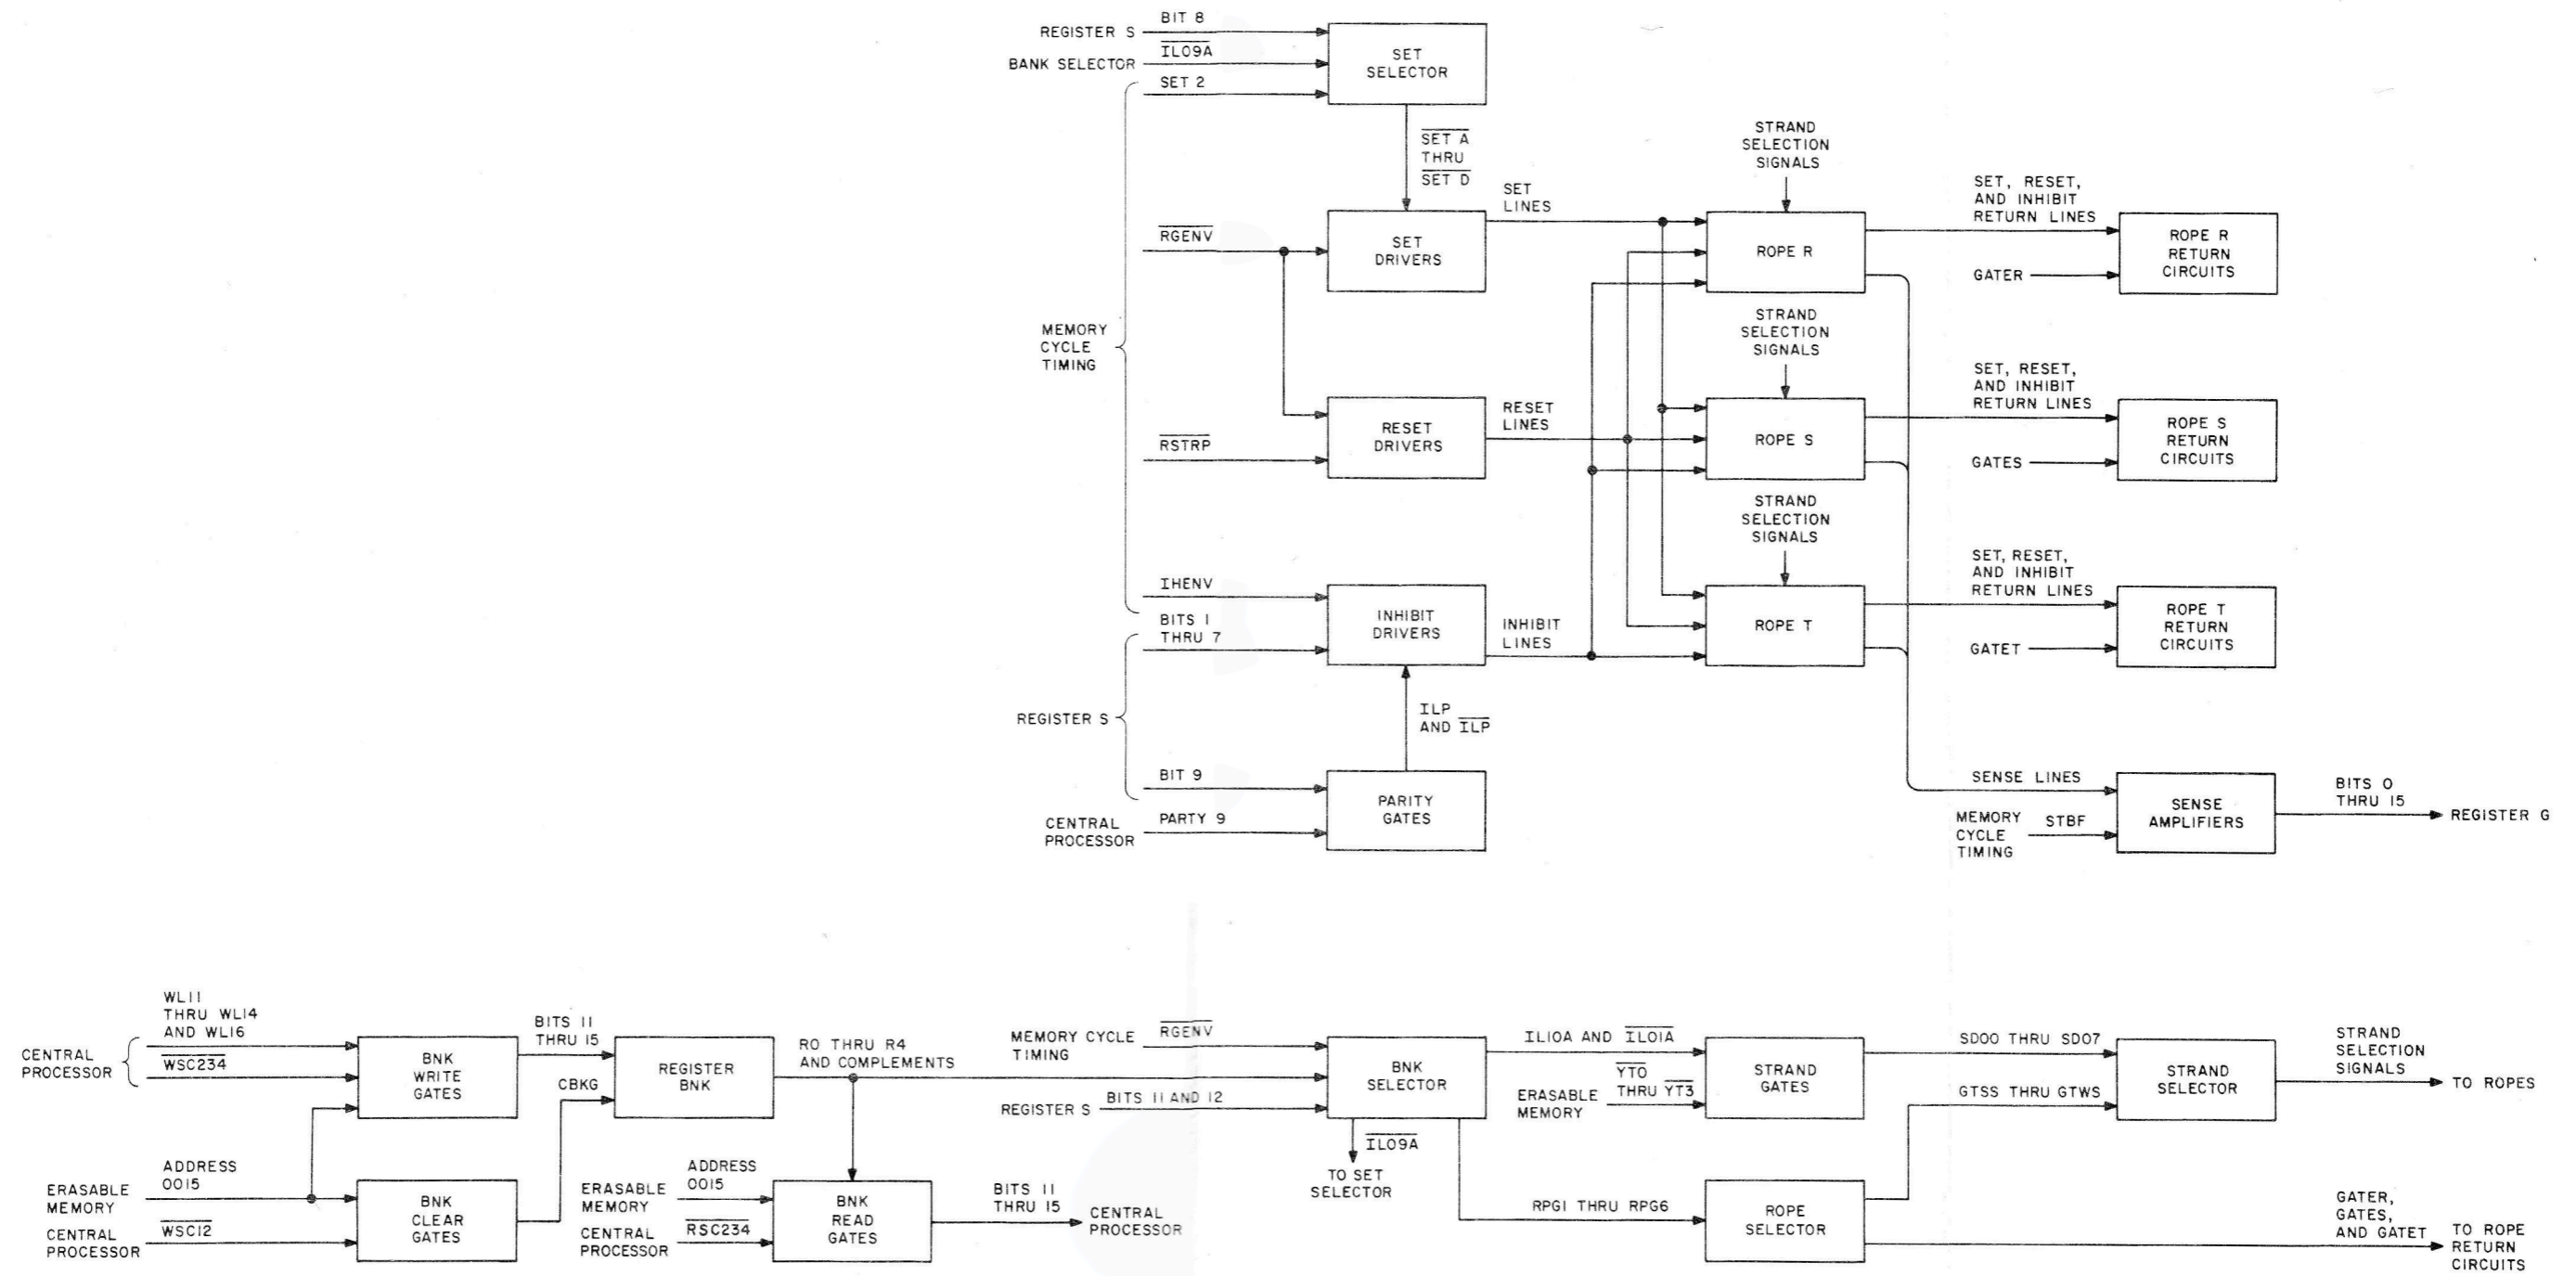 REGISTER S
BIT 8
BANK SELECTOR
IL09A
SET 2
SET
SELECTOR
SET A
THRU
SET D
MEMORY
CYCLE
TIMING
RGENV
SET
DRIVERS
SET
LINES
STRAND
SELECTION
SIGNALS
ROPE R
SET, RESET,
AND INHIBIT
RETURN LINES
GATER
ROPE R
RETURN
CIRCUITS
RSTRP
RESET
DRIVERS
RESET
LINES
STRAND
SELECTION
SIGNALS
ROPE S
SET, RESET,
AND INHIBIT
RETURN LINES
GATES
ROPE S
RETURN
CIRCUITS
IHENV
BITS 1
THRU 7
INHIBIT
DRIVERS
INHIBIT
LINES
STRAND
SELECTION
SIGNALS
ROPE T
SET, RESET,
AND INHIBIT
RETURN LINES
GATET
ROPE T
RETURN
CIRCUITS
REGISTER S
ILP
AND ILP
BIT 9
CENTRAL
PROCESSOR
PARTY 9
PARITY
GATES
SENSE LINES
MEMORY
CYCLE
TIMING
STBF
SENSE
AMPLIFIERS
BITS 0
THRU 15
REGISTER G
CENTRAL
PROCESSOR
WL11
THRU WL14
AND WL16
WSC234
BNK
WRITE
GATES
BITS 11
THRU 15
CBKG
REGISTER
BNK
R0 THRU R4
AND COMPLEMENTS
ERASABLE
MEMORY
ADDRESS
0015
CENTRAL
PROCESSOR
WSC12
BNK
CLEAR
GATES
ERASABLE
MEMORY
ADDRESS
0015
CENTRAL
PROCESSOR
RSC234
BNK
READ
GATES
BITS 11
THRU 15
CENTRAL
PROCESSOR
MEMORY CYCLE
TIMING
RGENV
REGISTER S
BITS 11 AND 12
BNK
SELECTOR
IL09A
TO SET
SELECTOR
IL10A AND IL01A
ERASABLE
MEMORY
YT0
THRU YT3
STRAND
GATES
RPG1 THRU RPG6
ROPE
SELECTOR
SD00 THRU SD07
GTSS THRU GTWS
STRAND
SELECTOR
STRAND
SELECTION
SIGNALS
TO ROPES
GATER,
GATES,
AND GATET
TO ROPE
RETURN
CIRCUITS